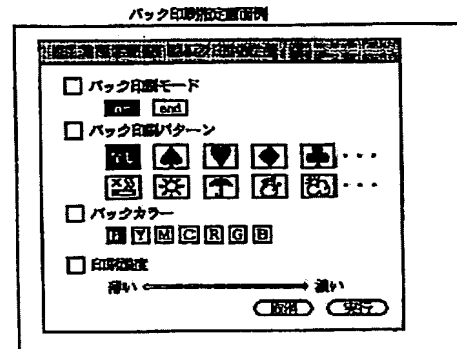 バック印刷指定画面例
バック印刷モード
or and
バック印刷パターン
バックカラー
B Y M C R G B
印刷濃度
薄い 濃い
取消 実行